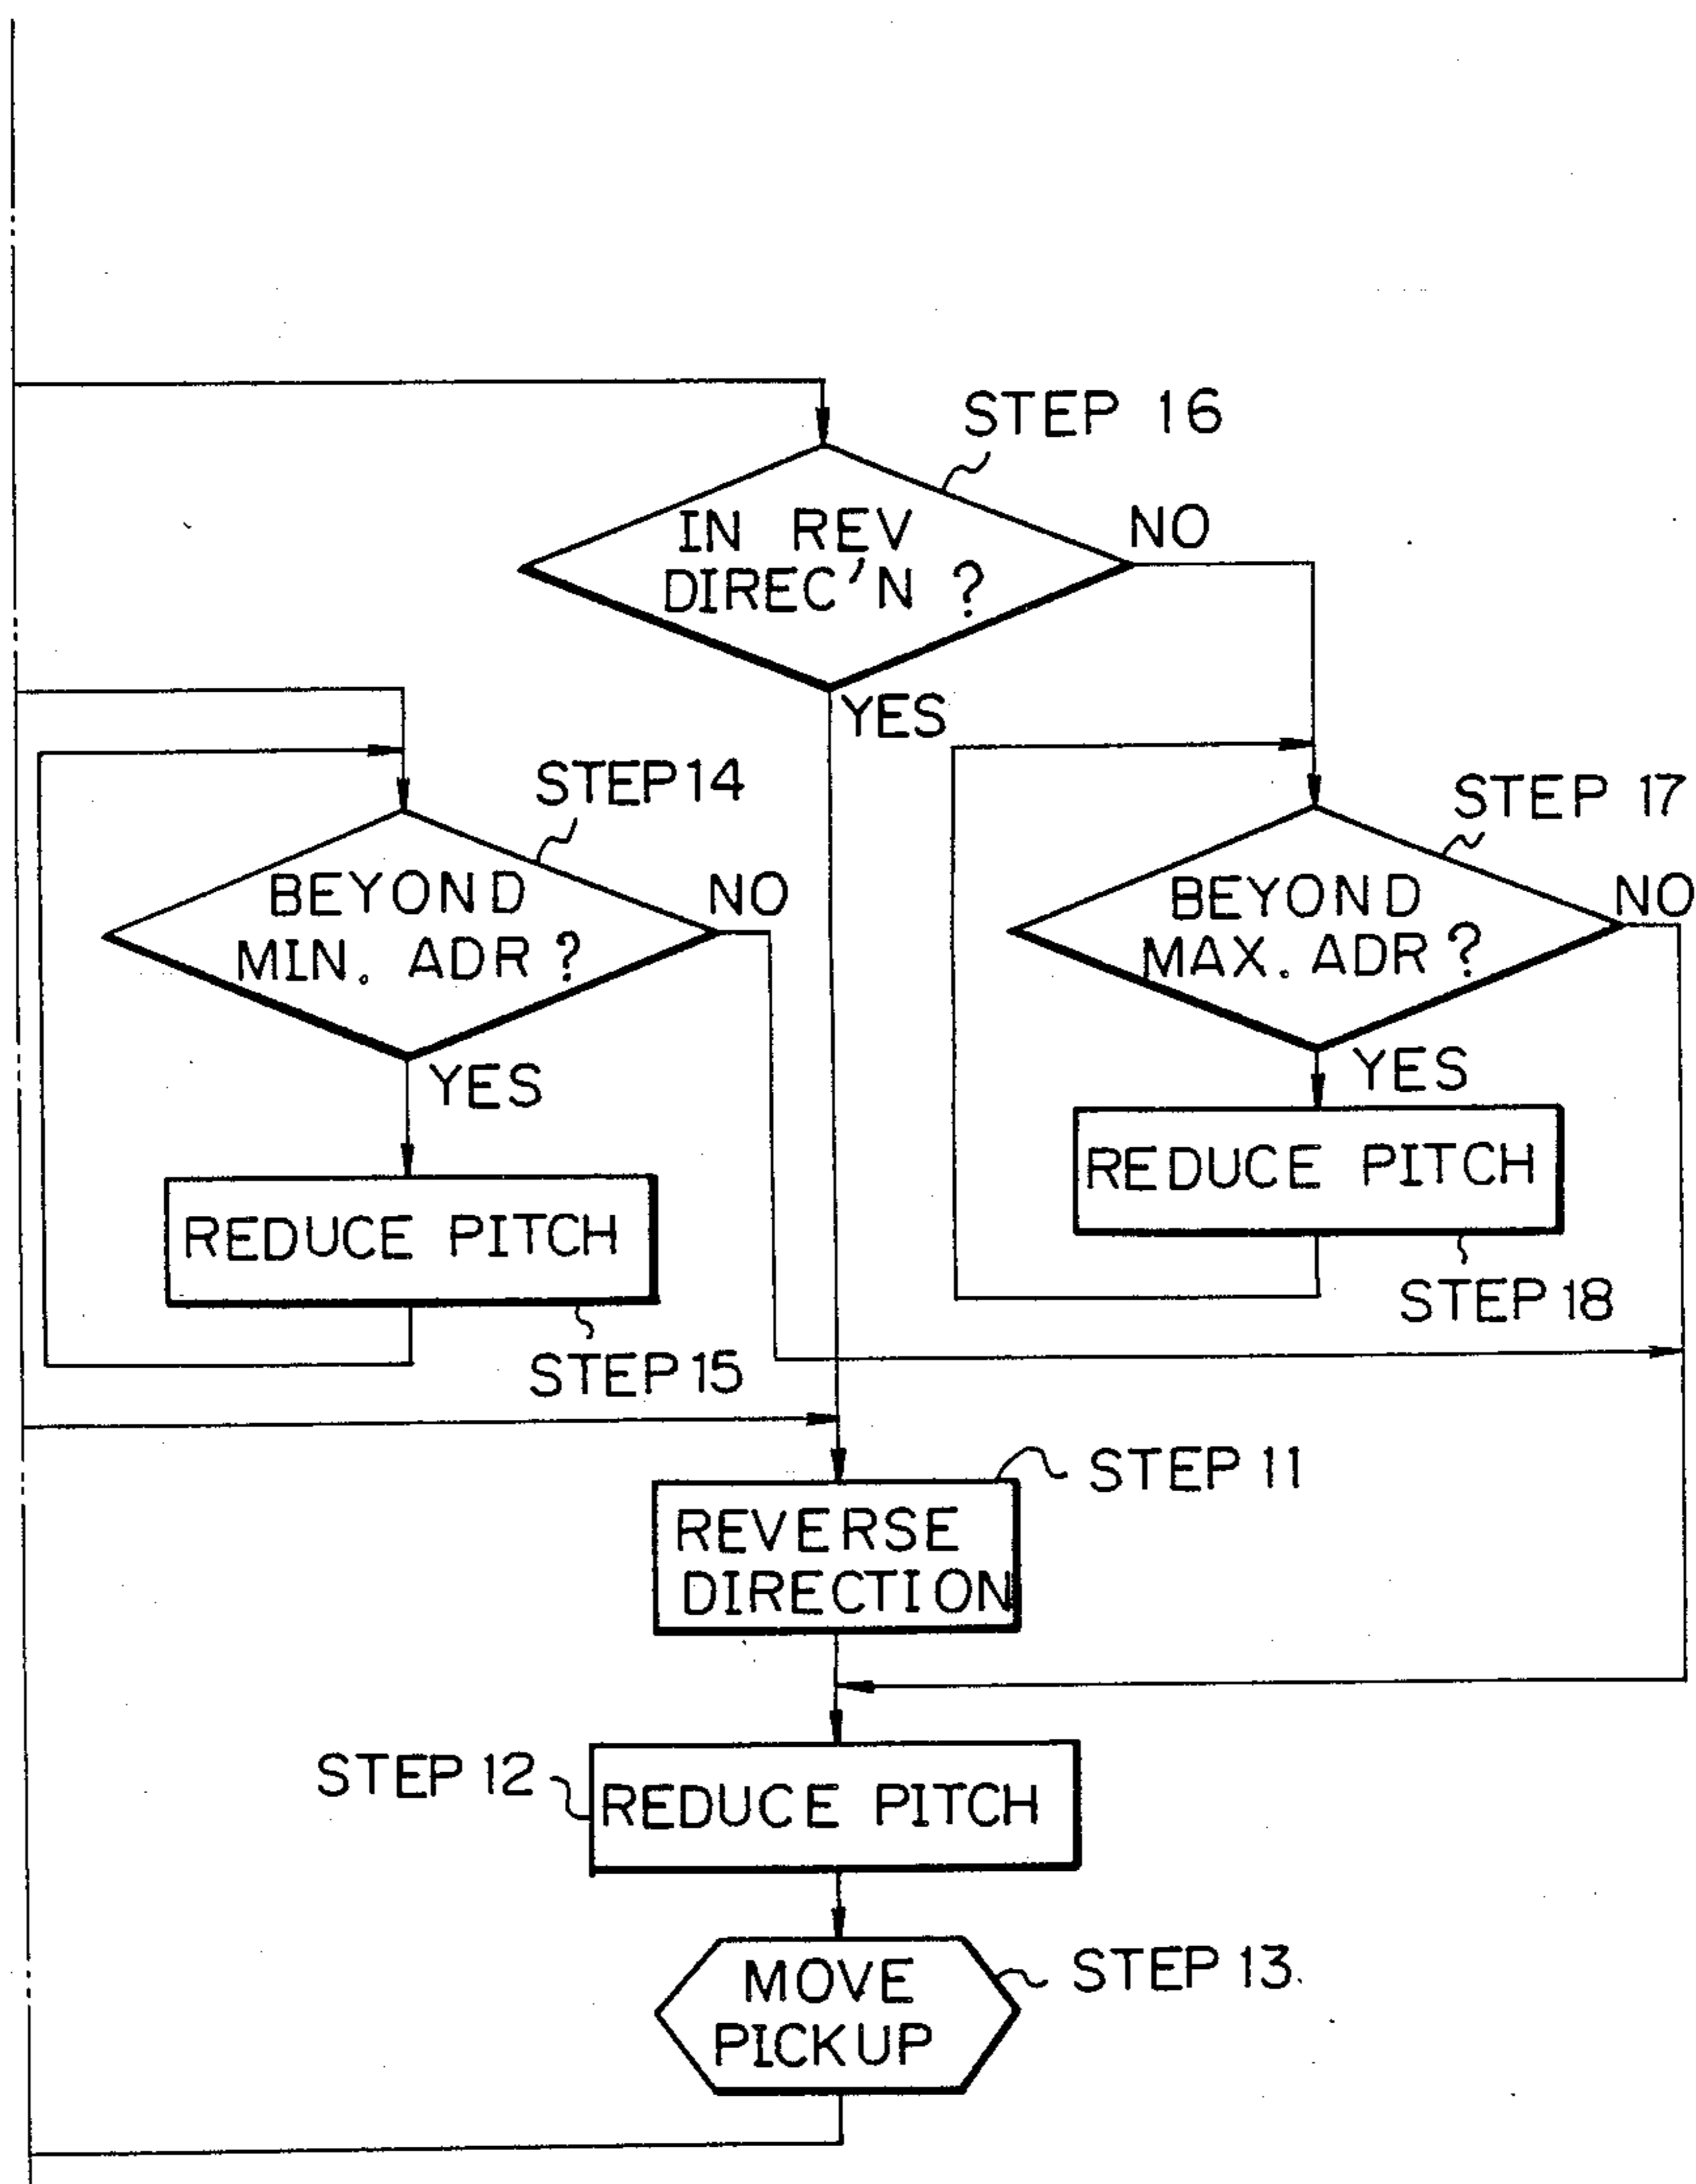 STEP 16
IN REV
DIREC'N ?
NO
YES
STEP 14
BEYOND
MIN. ADR ?
NO
YES
STEP 17
BEYOND
MAX. ADR ?
NO
YES
REDUCE PITCH
STEP 18
REDUCE PITCH
STEP 15
STEP 11
REVERSE
DIRECTION
STEP 12
REDUCE PITCH
MOVE
PICKUP
STEP 13